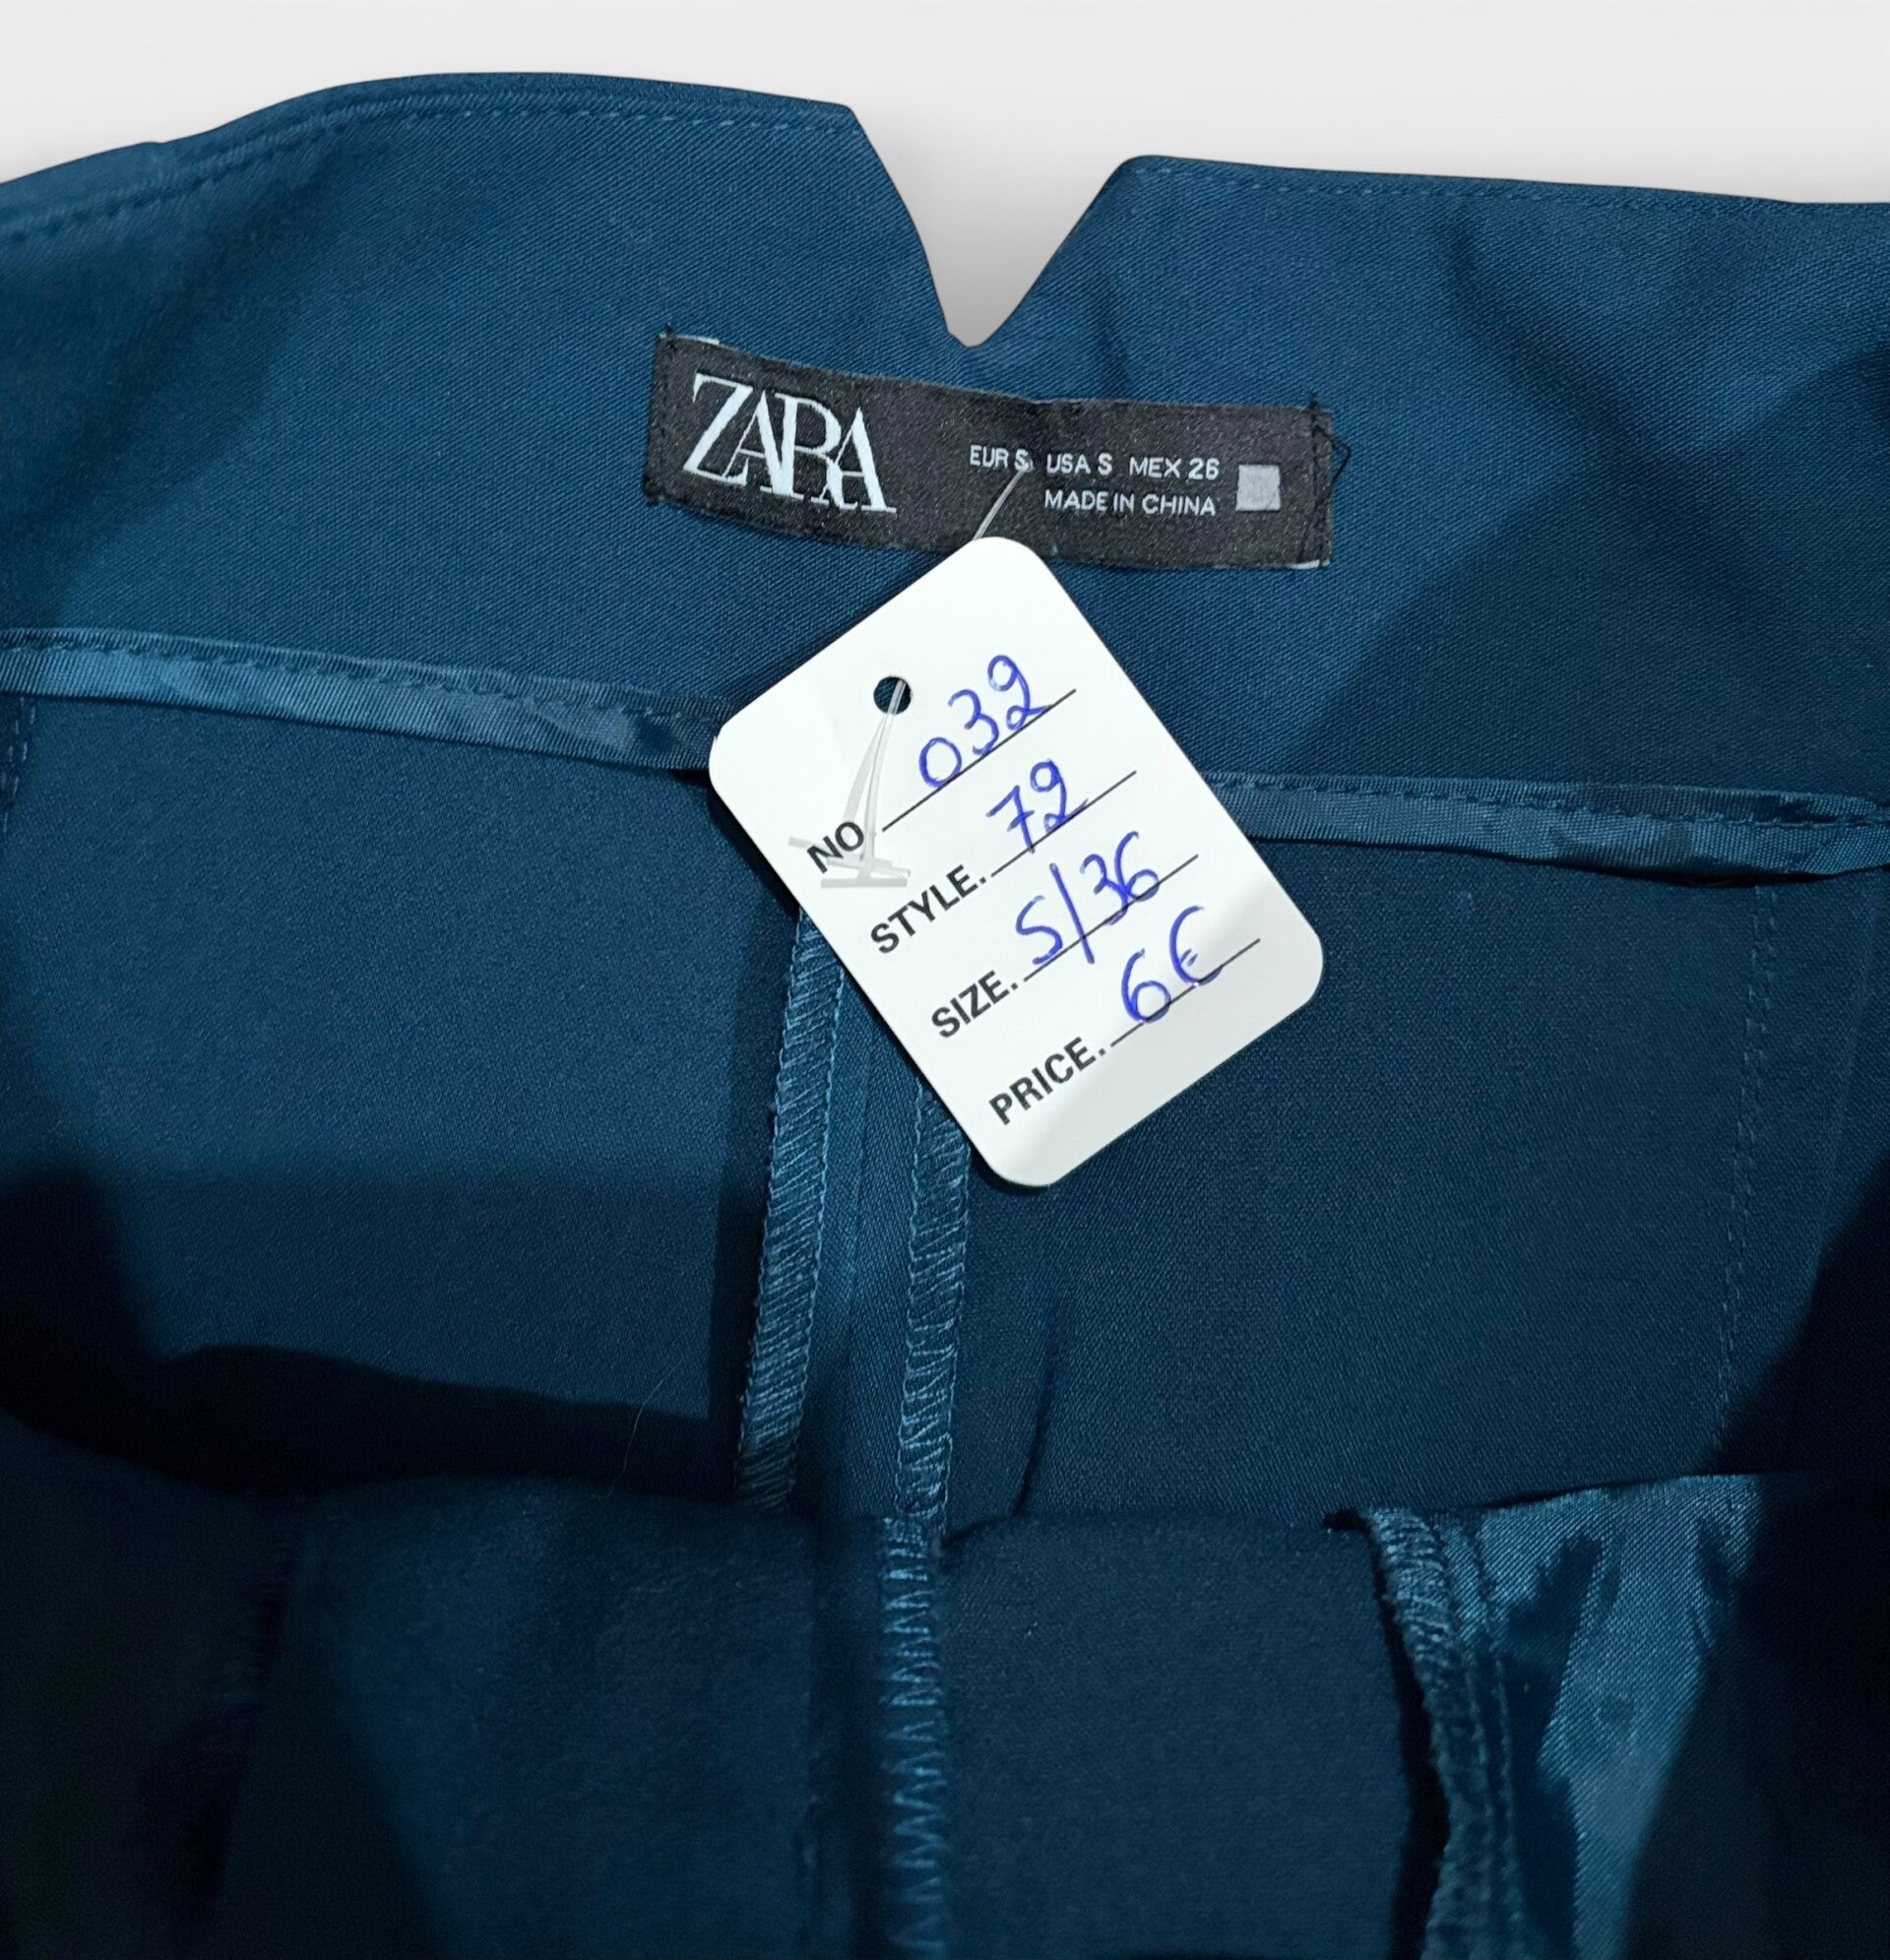 ZARA
EUR S USA S MEX 26
MADE IN CHINA
NO 032
STYLE. 72
SIZE. S/36
PRICE. 6€